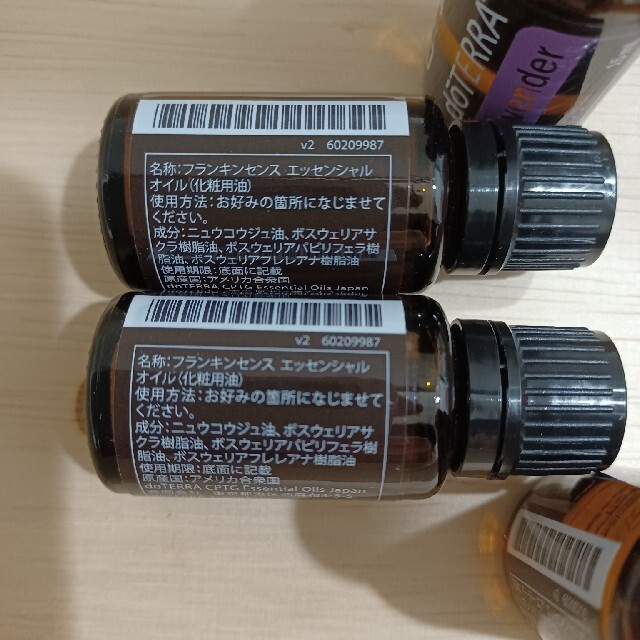 dōTERRA
ender
v2 60209987
名称:フランキンセンス エッセンシャル
オイル(化粧用油)
使用方法:お好みの箇所になじませて
ください。
成分:ニュウコウジュ油、ボスウェリアサ
クラ樹脂油、ボスウェリアパピリフェラ樹
脂油、ボスウェリアフレレアナ樹脂油
使用期限:底面に記載
原産国:アメリカ合衆国
doTERRA CPTG Essential Oils Japan
v2 60209987
名称:フランキンセンス エッセンシャル
オイル(化粧用油)
使用方法:お好みの箇所になじませて
ください。
成分:ニュウコウジュ油、ボスウェリアサ
クラ樹脂油、ボスウェリアパピリフェラ樹
脂油、ボスウェリアフレレアナ樹脂油
使用期限:底面に記載
原産国:アメリカ合衆国
doTERRA CPTG Essential Oils Japan